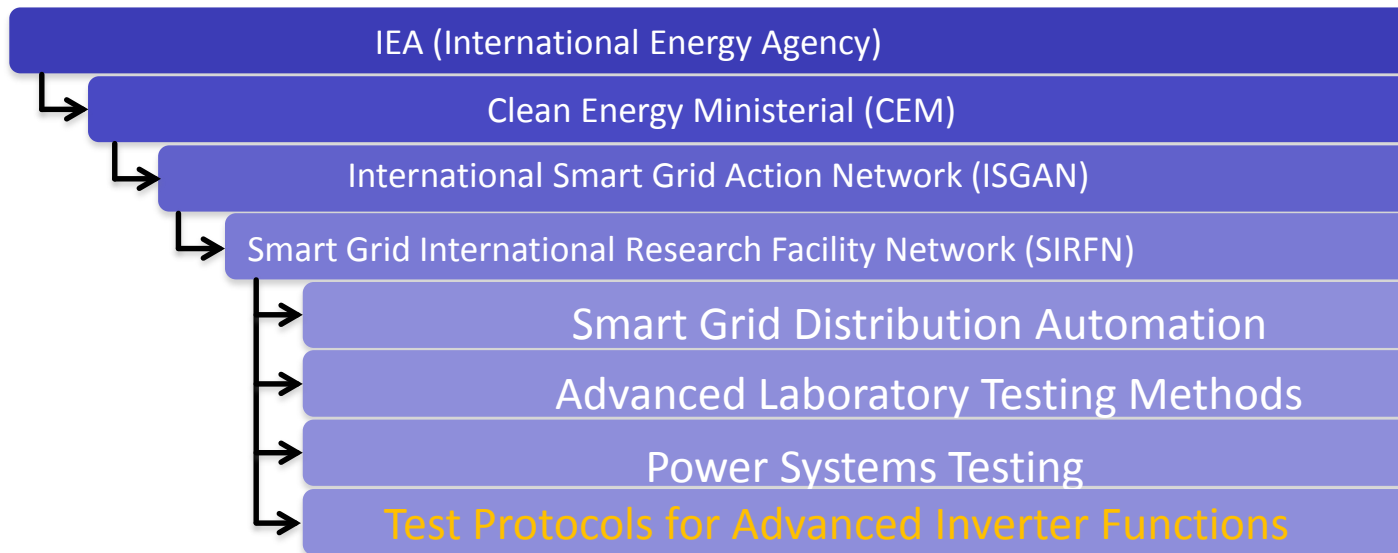 IEA (International Energy Agency)
Clean Energy Ministerial (CEM)
International Smart Grid Action Network (ISGAN)
Smart Grid International Research Facility Network (SIRFN)
Smart Grid Distribution Automation
Advanced Laboratory Testing Methods
Power Systems Testing
Test Protocols for Advanced Inverter Functions